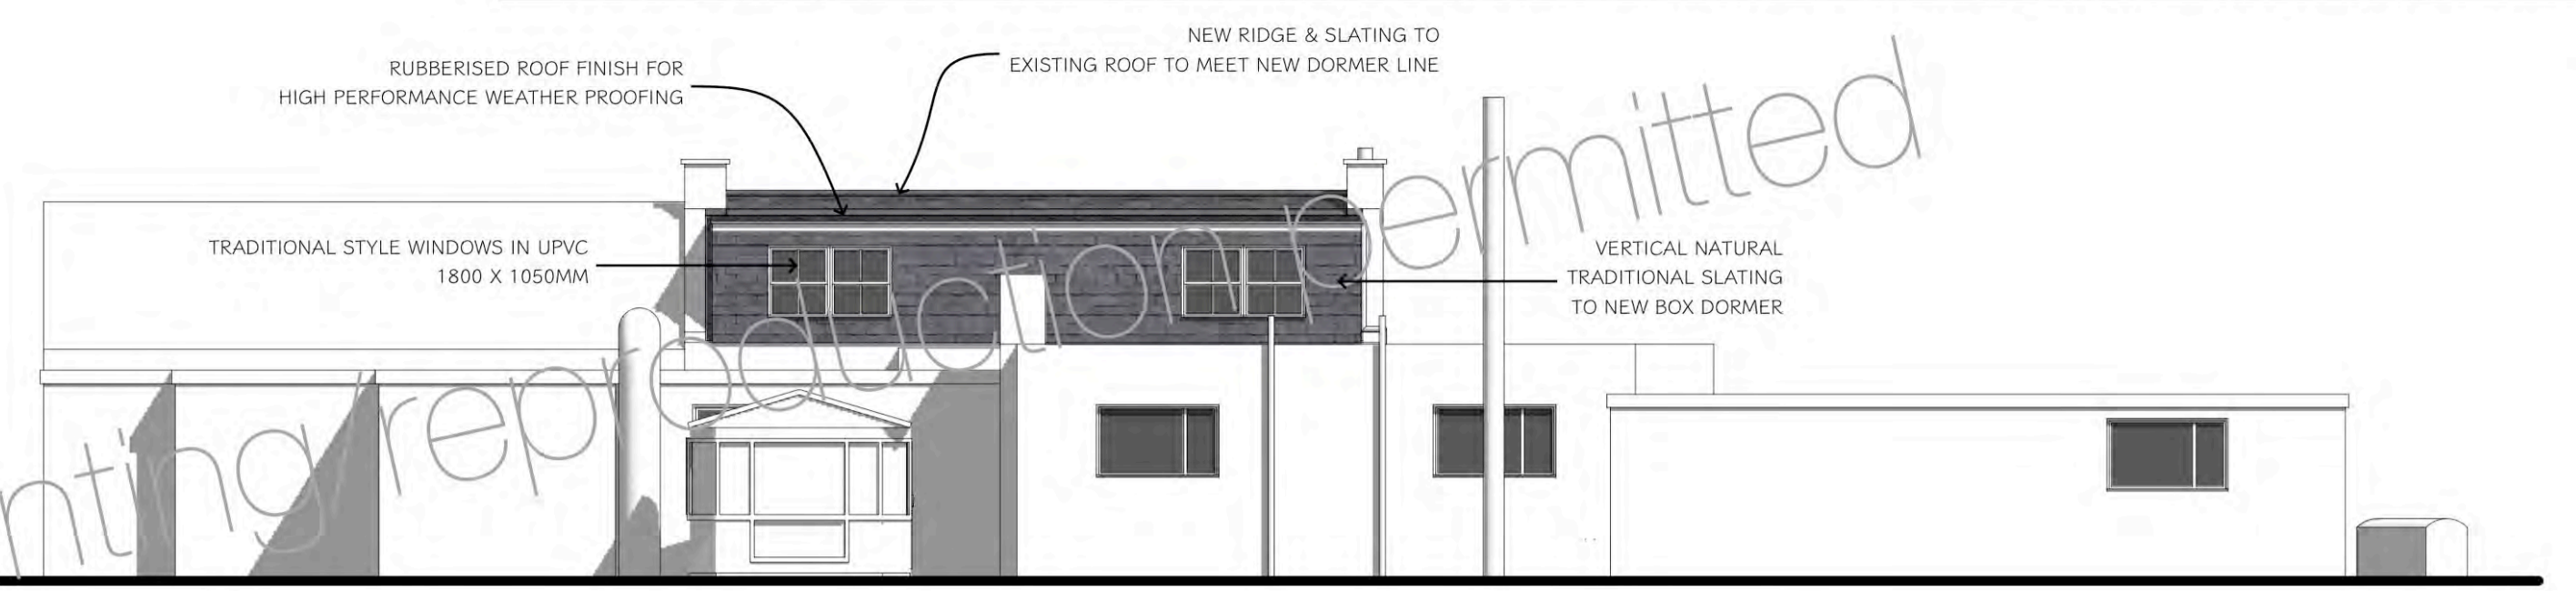 NEW RIDGE & SLATING TO
EXISTING ROOF TO MEET NEW DORMER LINE
RUBBERISED ROOF FINISH FOR
HIGH PERFORMANCE WEATHER PROOFING
TRADITIONAL STYLE WINDOWS IN UPVC
1800 X 1050MM
VERTICAL NATURAL
TRADITIONAL SLATING
TO NEW BOX DORMER
nting/reproduction permitted